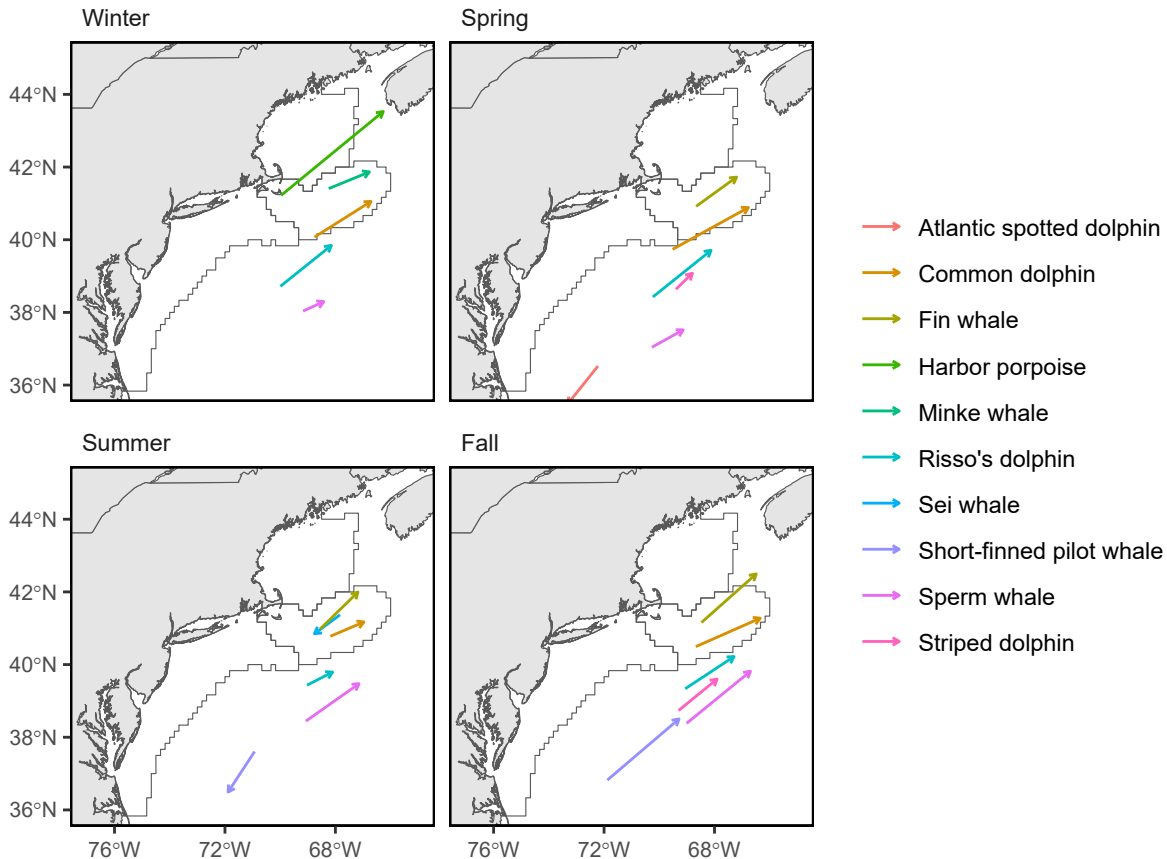 Winter
Spring
44°N
42°N
40°N
38°N
36°N
Summer
Fall
44°N
42°N
40°N
38°N
36°N
76°W
72°W
68°W
76°W
72°W
68°W
Atlantic spotted dolphin
Common dolphin
Fin whale
Harbor porpoise
Minke whale
Risso's dolphin
Sei whale
Short-finned pilot whale
Sperm whale
Striped dolphin